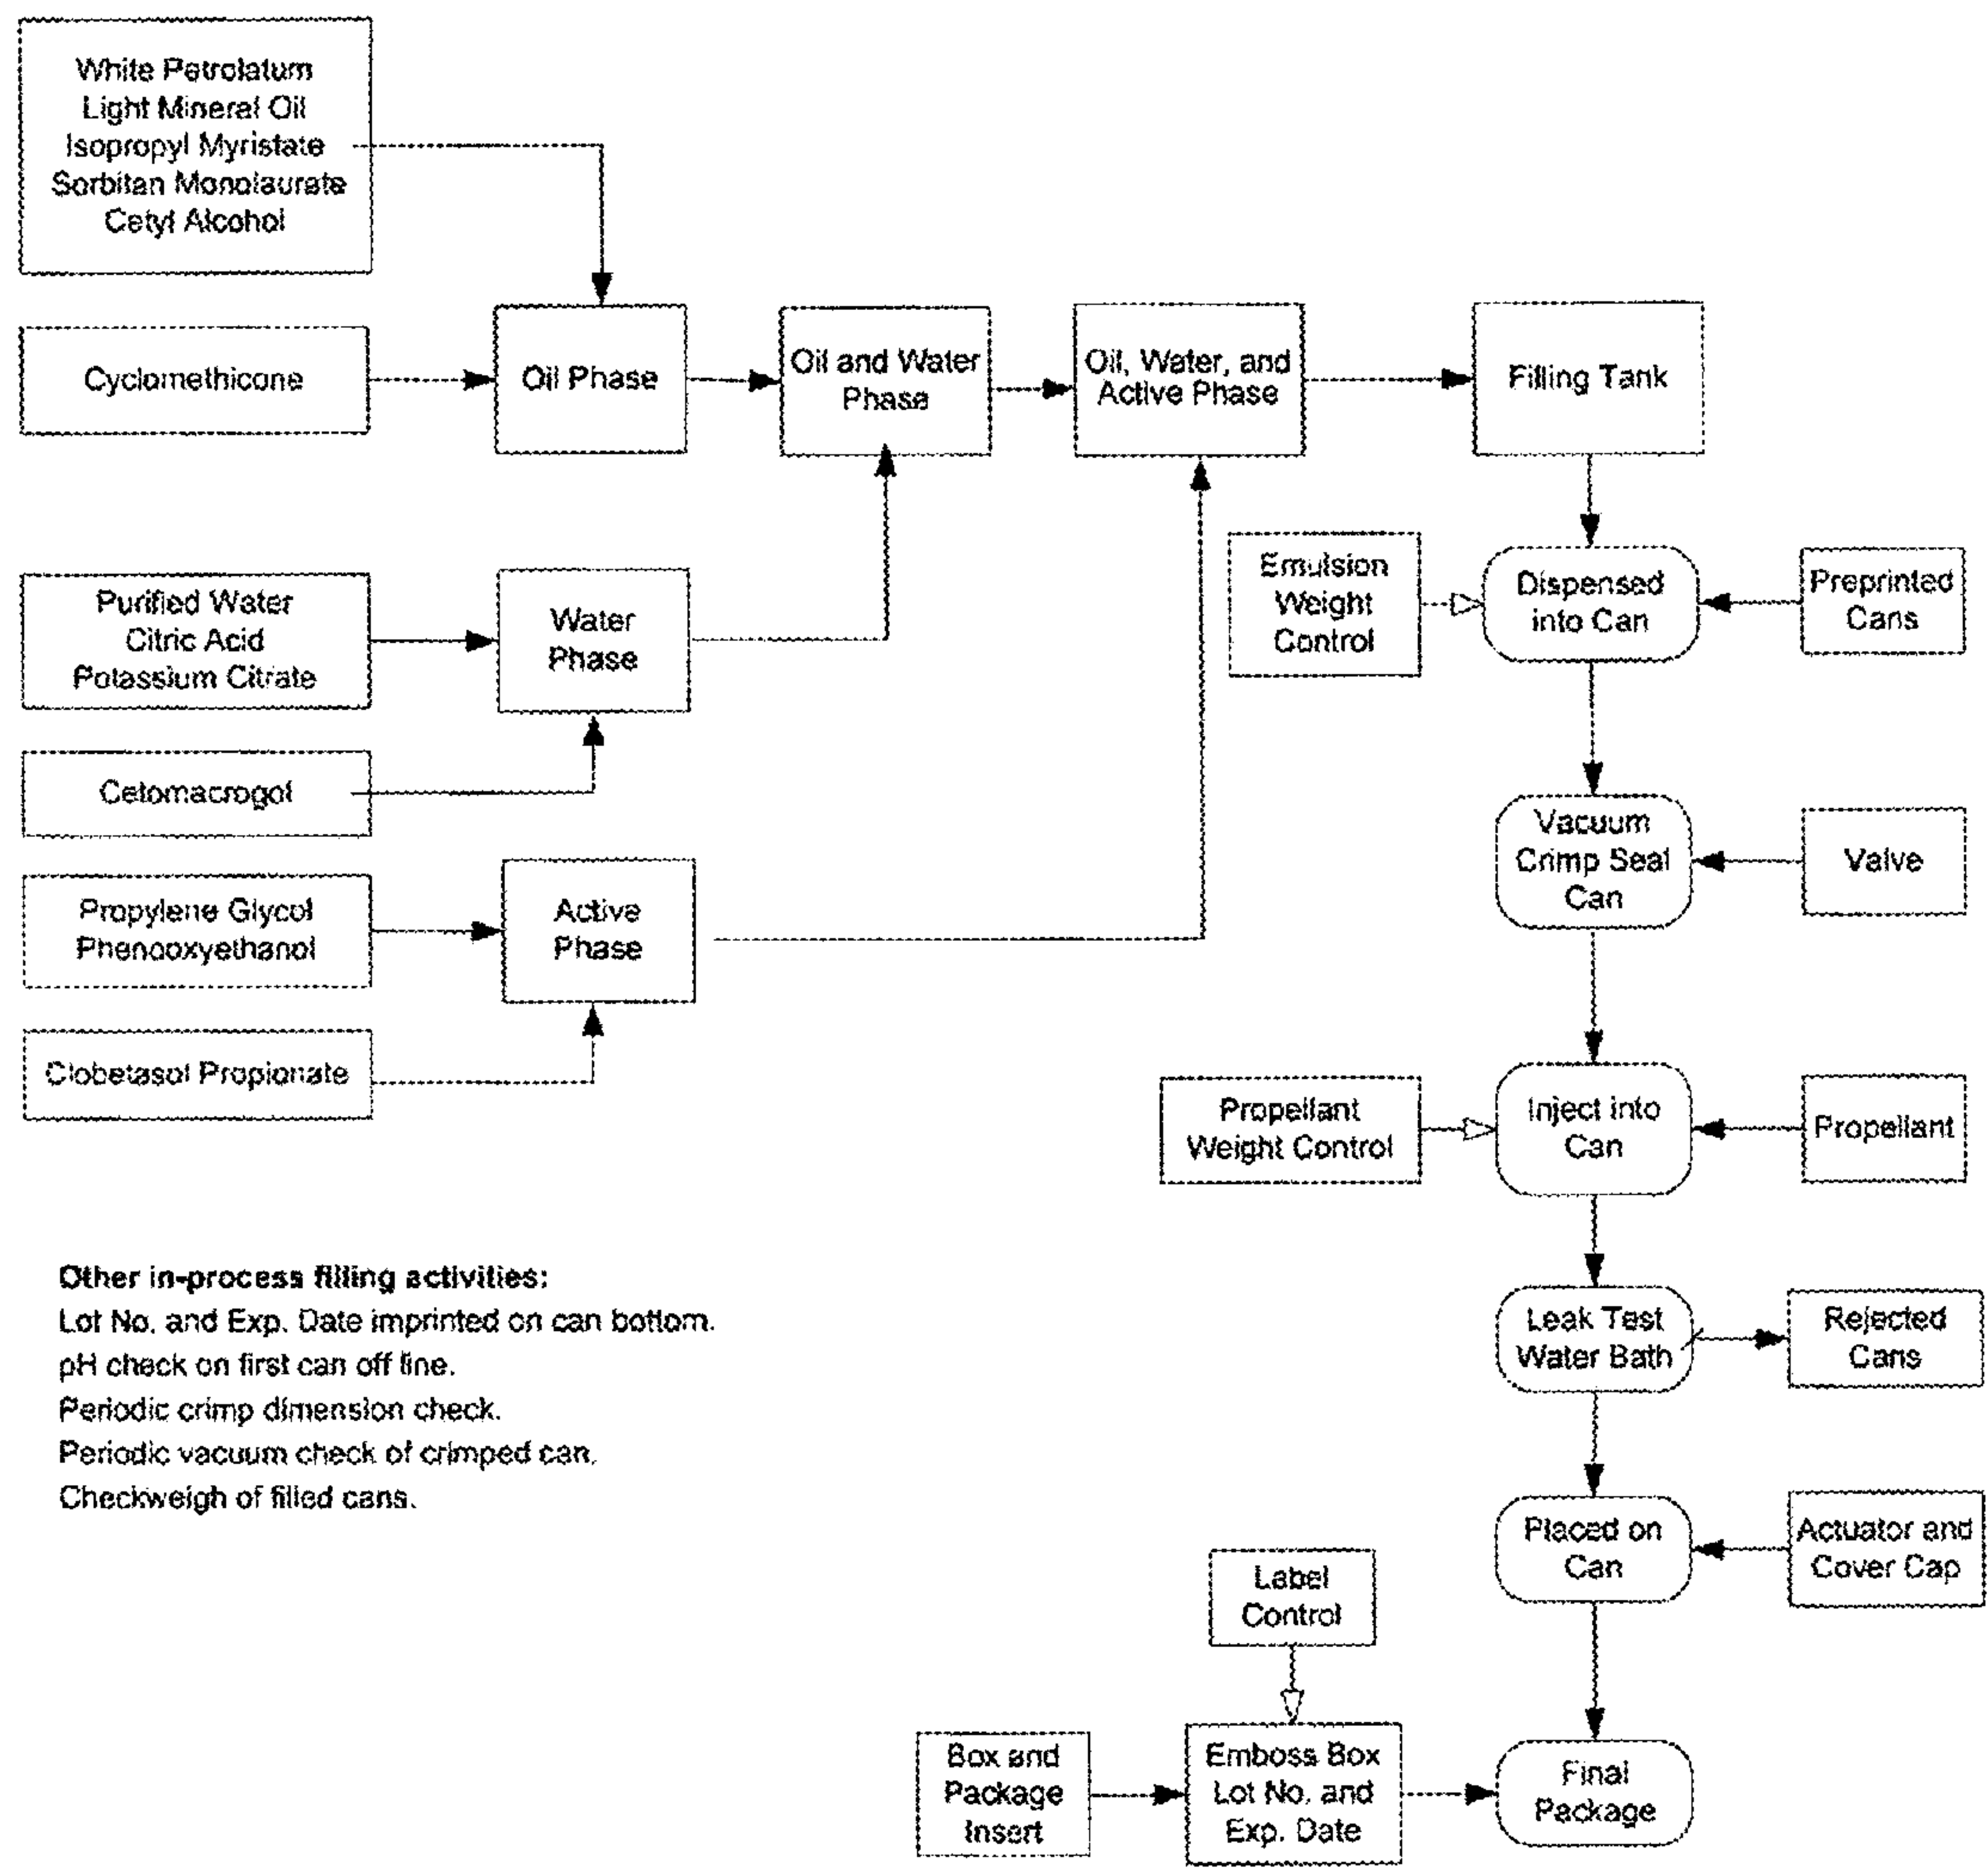 White Petrolatum
Light Mineral Oil
Isopropyl Myristate
Sorbitan Monolaurate
Cetyl Alcohol
Cyclomethicone
Oil Phase
Oil and Water
Phase
Oil, Water, and
Active Phase
Filling Tank
Purified Water
Citric Acid
Potassium Citrate
Water
Phase
Emulsion
Weight
Control
Dispensed
into Can
Preprinted
Cans
Cetomacrogol
Vacuum
Crimp Seal
Can
Valve
Propylene Glycol
Phenooxyethanol
Active
Phase
Clobetasol Propionate
Propellant
Weight Control
Inject into
Can
Propellant
Other in-process filling activities:
Lot No. and Exp. Date imprinted on can bottom.
pH check on first can off line.
Periodic crimp dimension check.
Periodic vacuum check of crimped can.
Checkweigh of filled cans.
Leak Test
Water Bath
Rejected
Cans
Placed on
Can
Actuator and
Cover Cap
Label
Control
Box and
Package
Insert
Emboss Box
Lot No. and
Exp. Date
Final
Package